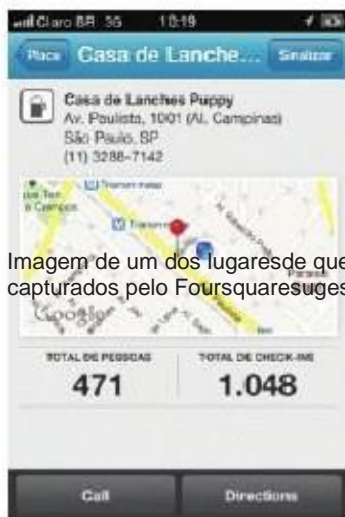 Claro BR 3G 18:19
Place Casa de Lanche... Sinalizar
Casa de Lanches Puppy
Av. Paulista, 1001 (Al. Campinas)
São Paulo, SP
(11) 3288-7142
Imagem de um dos lugaresde que
capturados pelo Foursquaresuges
Google
TOTAL DE PESSOAS TOTAL DE CHECK-INS
471 1.048
Call Directions